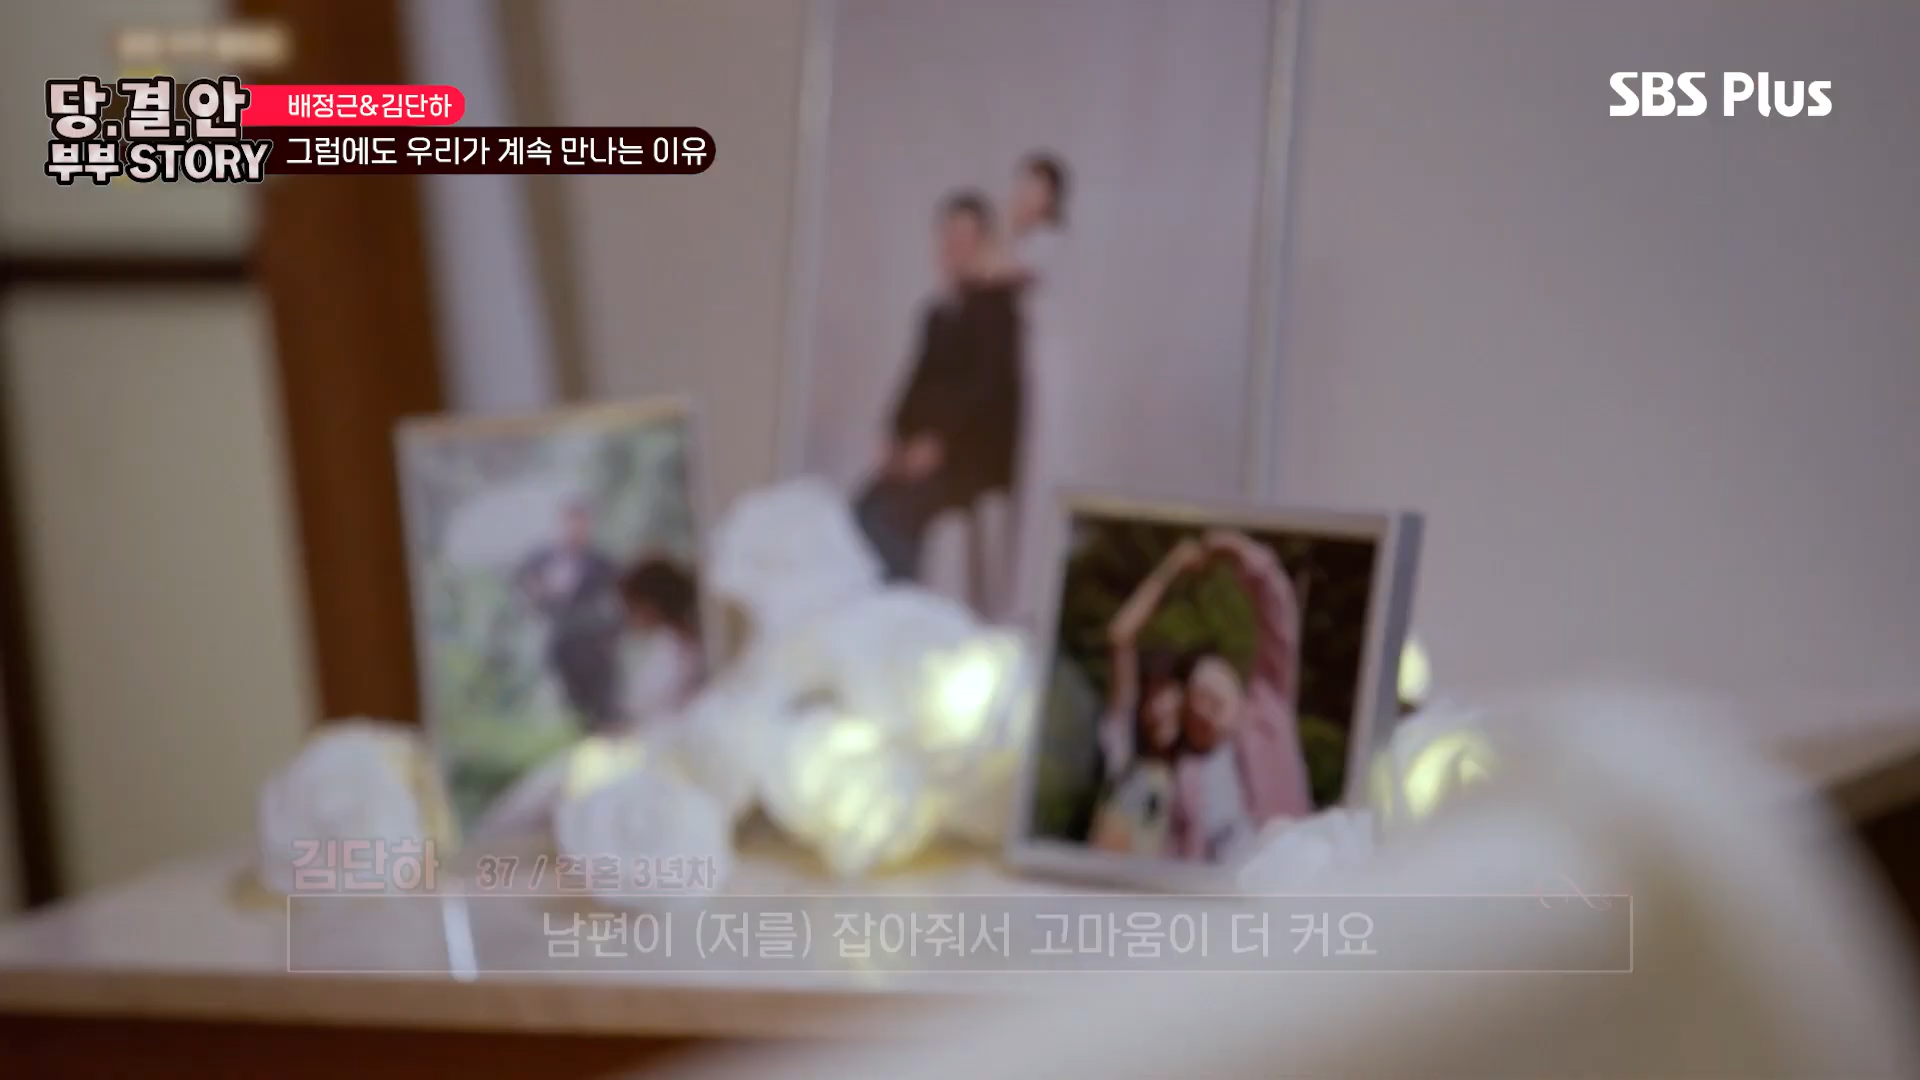 당.결.안
부부 STORY
배정근&김단하
그럼에도 우리가 계속 만나는 이유
SBS Plus
김단하 37 / 결혼 3년차
남편이 (저를) 잡아줘서 고마움이 더 커요